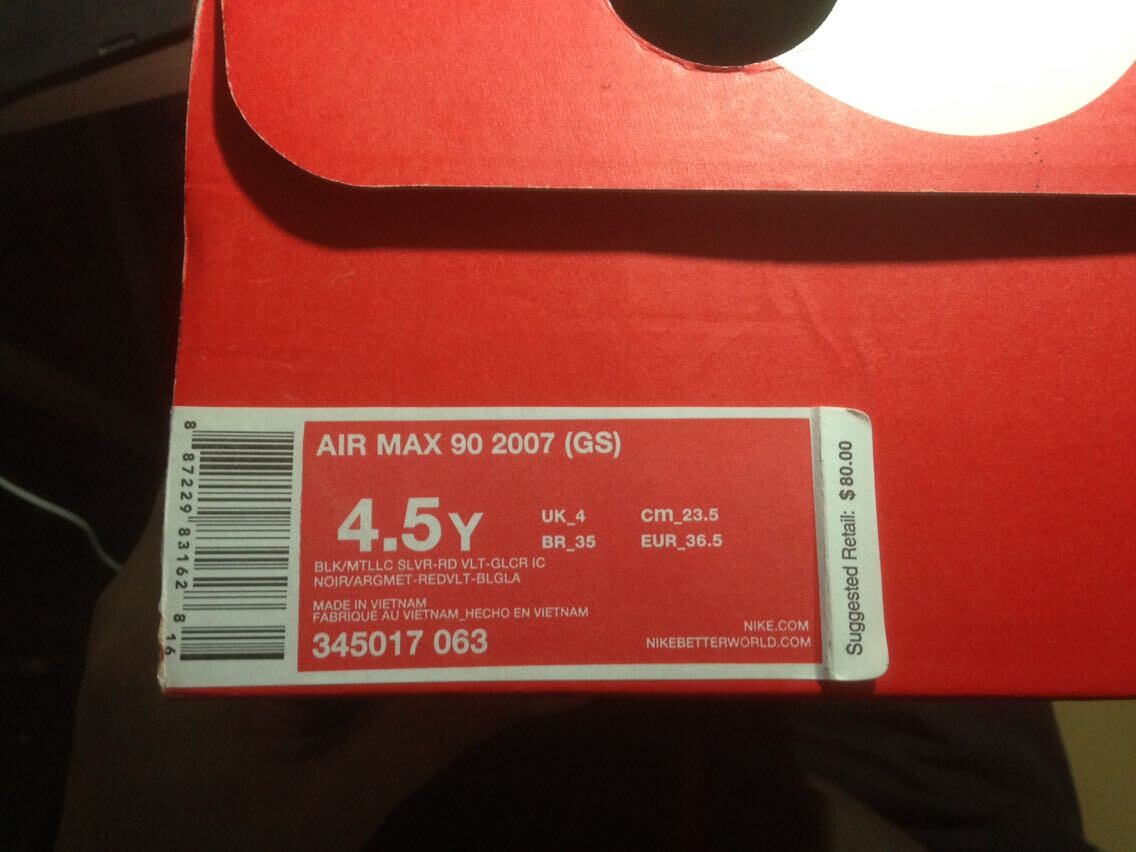 AIR MAX 90 2007 (GS)
4.5Y
UK_4 cm_23.5
BR_35 EUR_36.5
BLK/MTLLC SLVR-RD VLT-GLCR IC
NOIR/ARGMET-REDVLT-BLGLA
MADE IN VIETNAM
FABRIQUE AU VIETNAM_HECHO EN VIETNAM
345017 063
NIKE.COM
NIKEBETTERWORLD.COM
8 87229 83162 8 16
Suggested Retail: $80.00